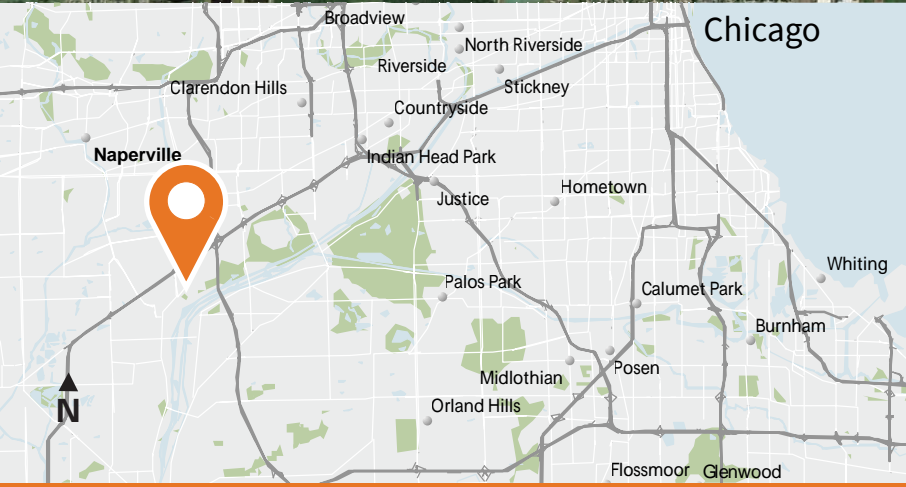 Broadview
Chicago
North Riverside
Riverside
Clarendon Hills
Stickney
Countryside
Naperville
Indian Head Park
Hometown
Justice
Whiting
Palos Park
Calumet Park
Burnham
Posen
Midlothian
N
Orland Hills
Flossmoor
Glenwood